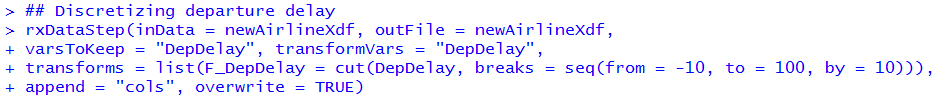 > ## Discretizing departure delay
> rxDataStep(inData = newAirlineXdf, outFile = newAirlineXdf,
+ varsToKeep = "DepDelay", transformVars = "DepDelay",
+ transforms = list(F_DepDelay = cut(DepDelay, breaks = seq(from = -10, to = 100, by = 10))),
+ append = "cols", overwrite = TRUE)